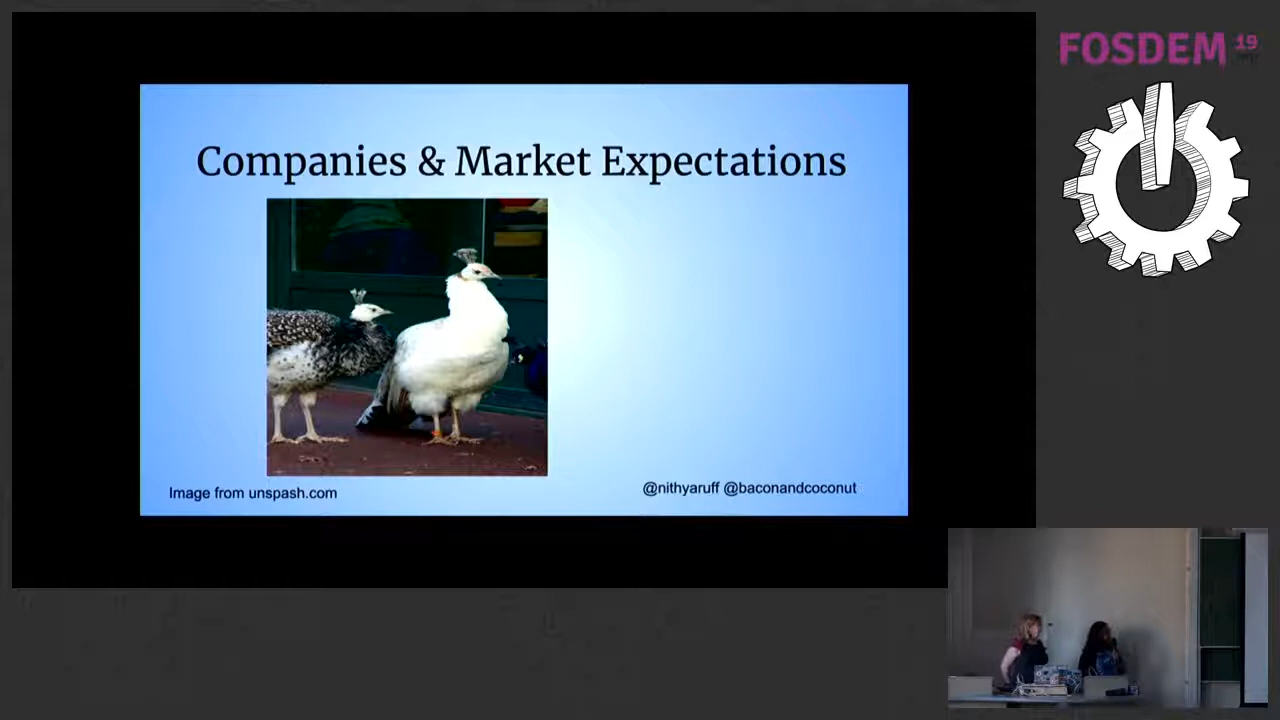 FOSDEM 19
Companies & Market Expectations
Image from unspash.com
@nithyaruff @baconandcoconut